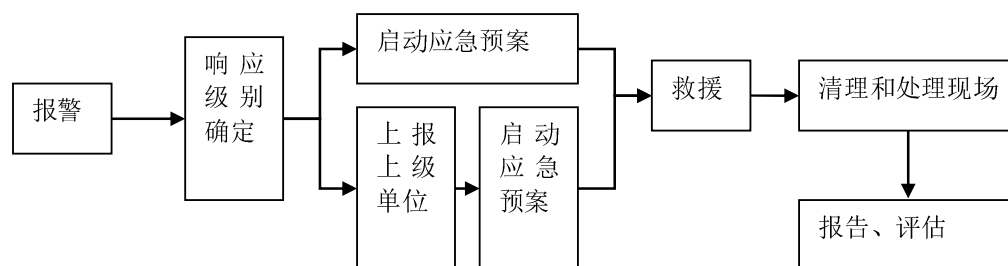 报警
响应
级别
确定
启动应急预案
上报
上级
单位
启动
应急
预案
救援
清理和处理现场
报告、评估